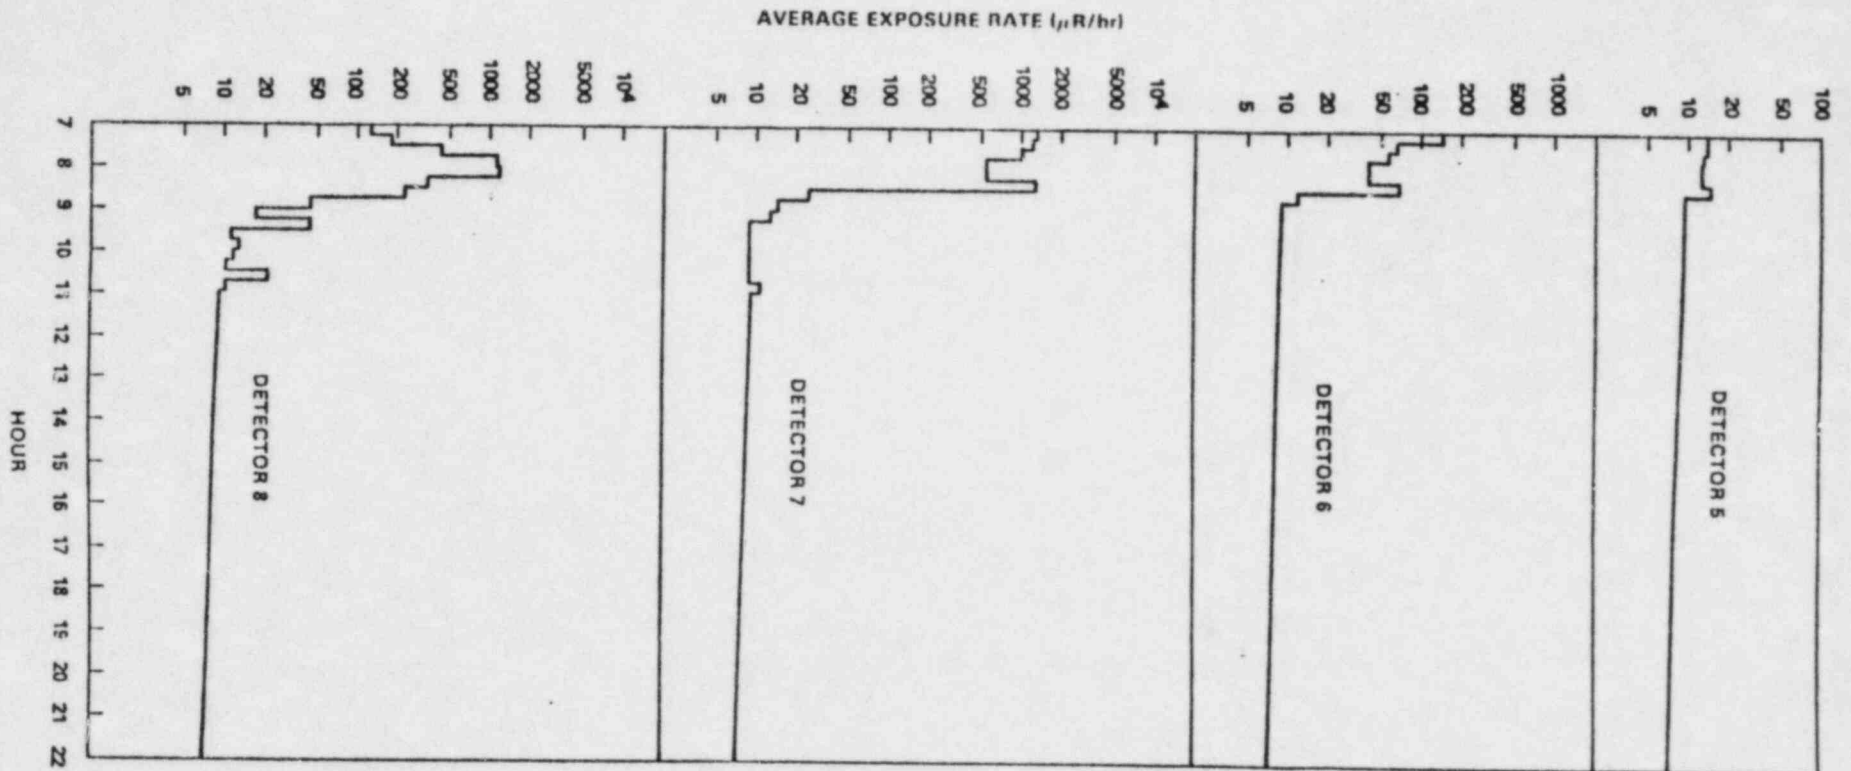 AVERAGE EXPOSURE RATE (μR/hr)
5 10 20 50 100 200 500 1000 2000 5000 10⁴
5 10 20 50 100 200 500 1000 2000 5000 10⁴
5 10 20 50 100 200 500 1000
5 10 20 50 100
7
8
9
10
11
12
13
14
15
16
17
18
19
20
21
22
HOUR
DETECTOR 8
DETECTOR 7
DETECTOR 6
DETECTOR 5